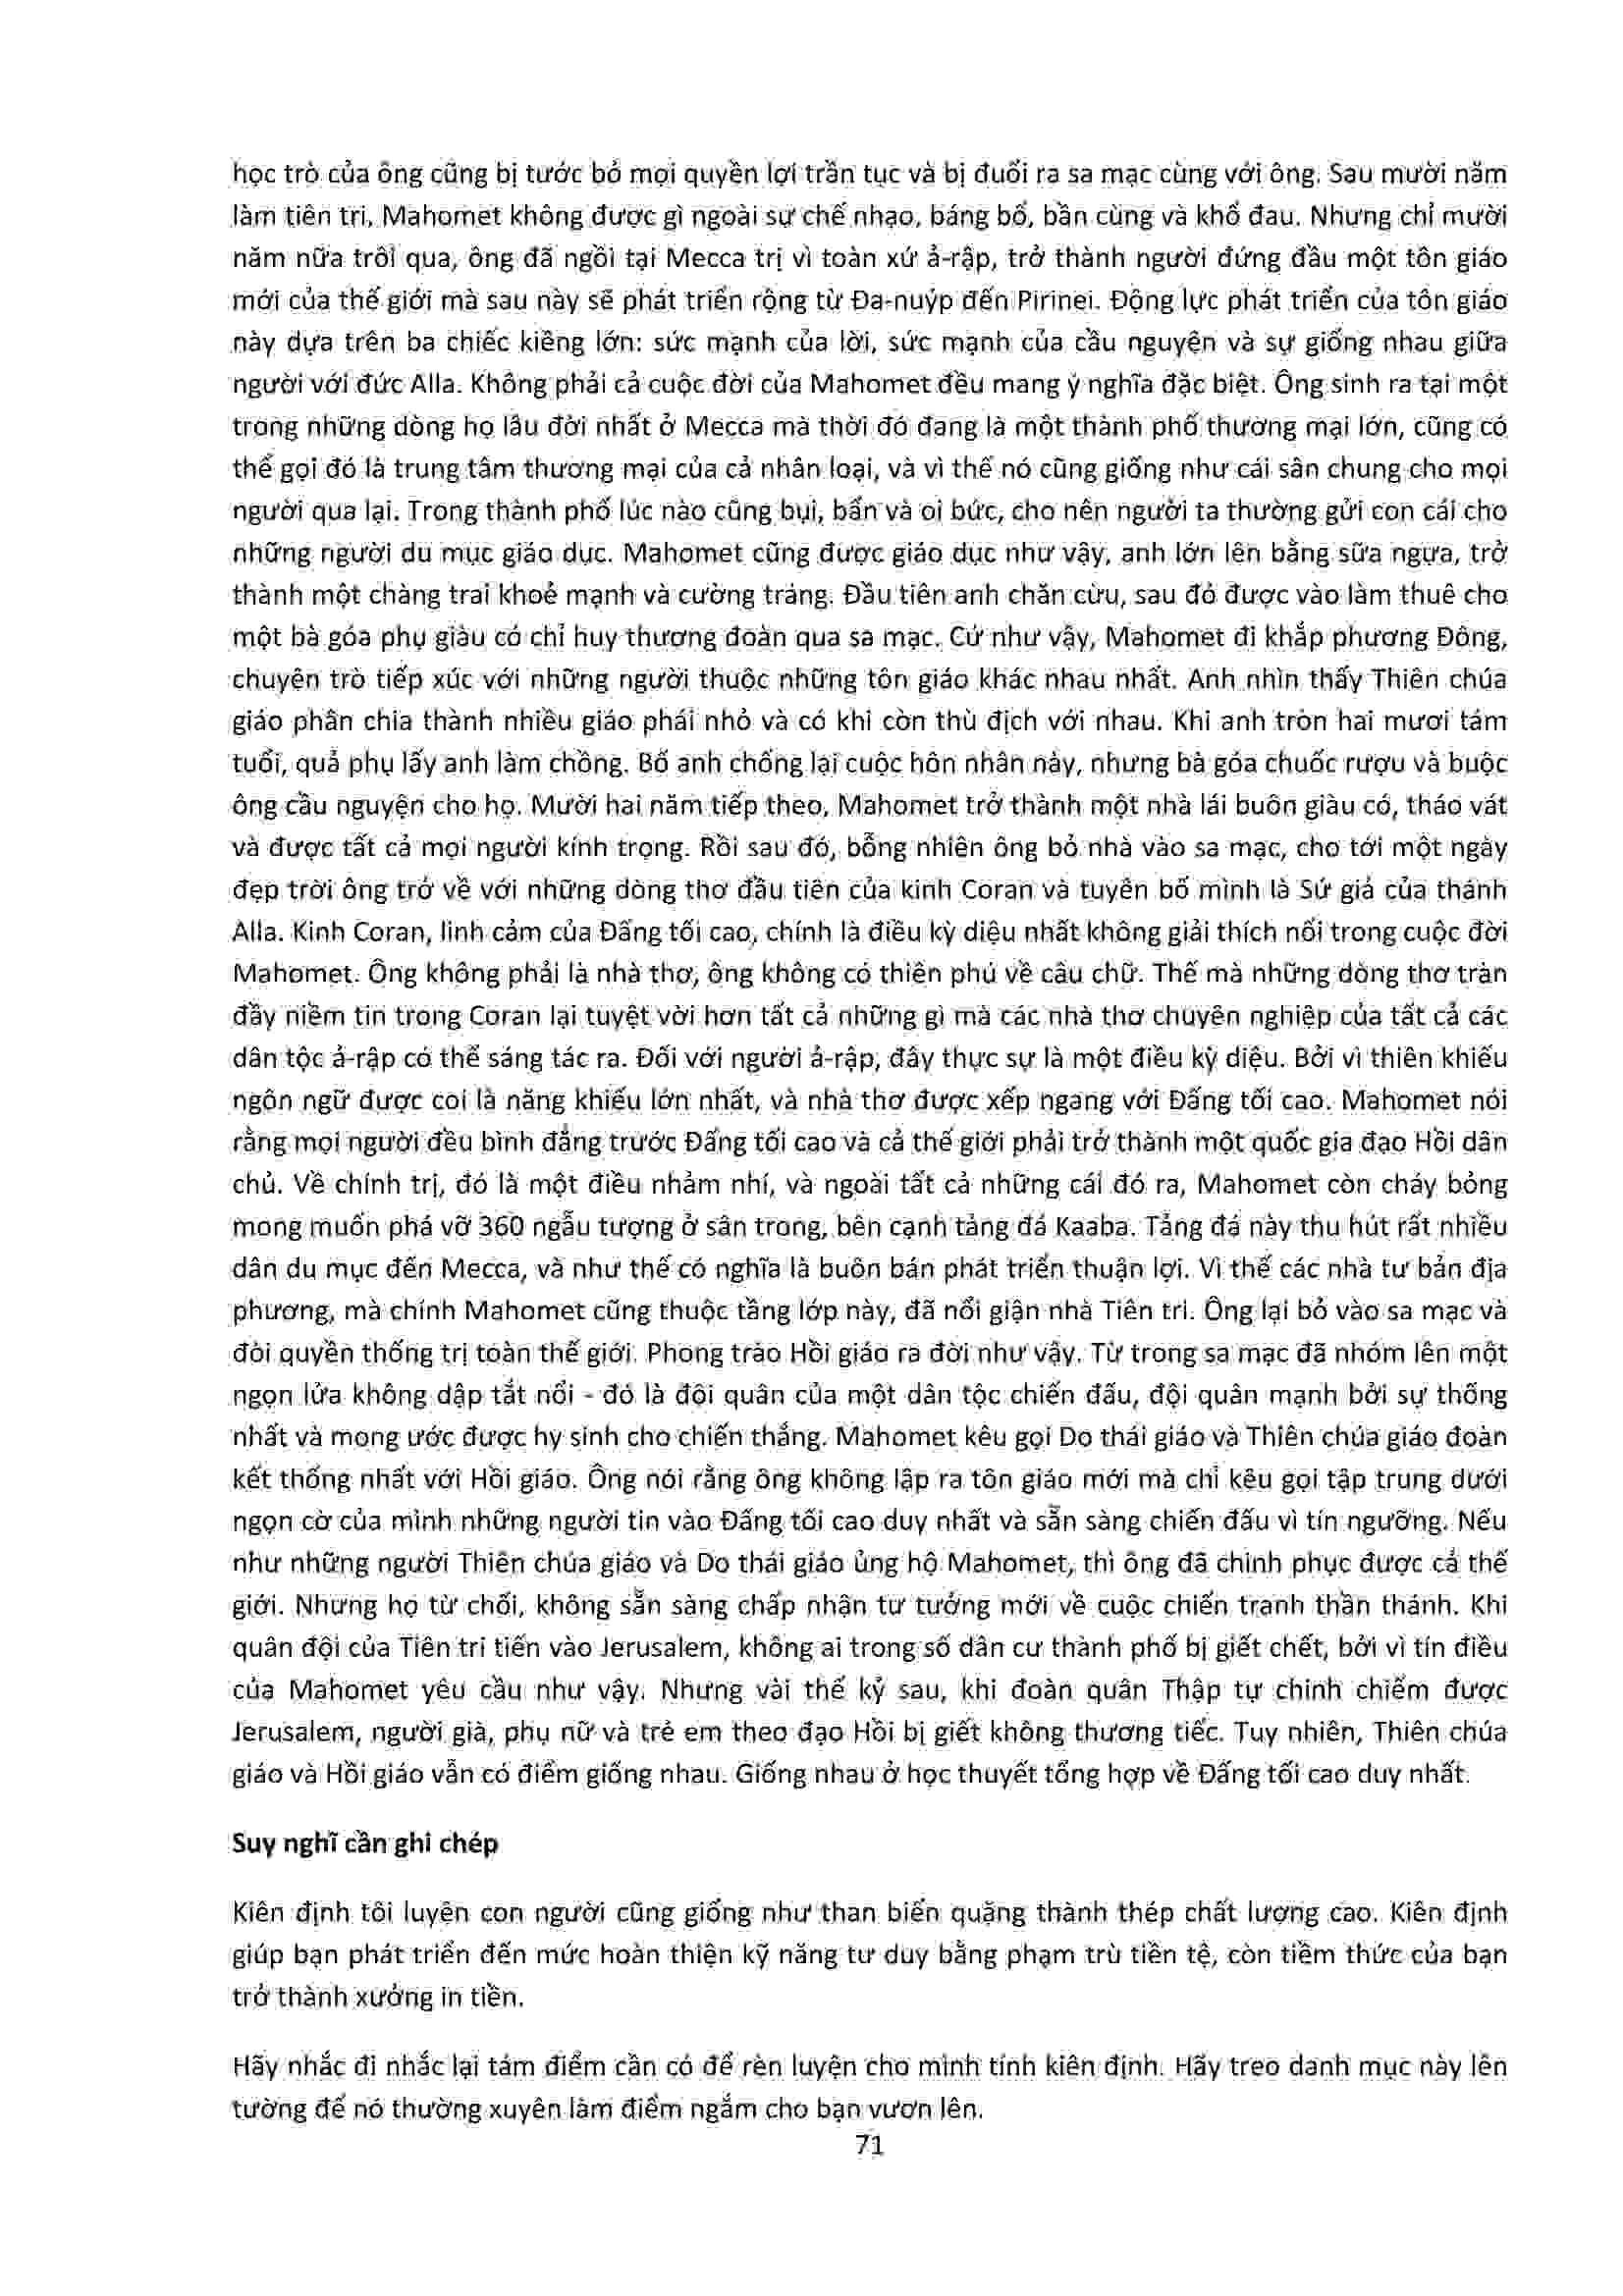 học trò của ông cũng bị tước bỏ mọi quyền lợi trần tục và bị đuổi ra sa mạc cùng với ông. Sau mười năm
làm tiên tri, Mahomet không được gì ngoài sự chế nhạo, báng bổ, bần cùng và khổ đau. Nhưng chỉ mười
năm nữa trôi qua, ông đã ngồi tại Mecca trị vì toàn xứ ả-rập, trở thành người đứng đầu một tôn giáo
mới của thế giới mà sau này sẽ phát triển rộng từ Đa-nuýp đến Pirinei. Động lực phát triển của tôn giáo
này dựa trên ba chiếc kiềng lớn: sức mạnh của lời, sức mạnh của cầu nguyện và sự giống nhau giữa
người với đức Alla. Không phải cả cuộc đời của Mahomet đều mang ý nghĩa đặc biệt. Ông sinh ra tại một
trong những dòng họ lâu đời nhất ở Mecca mà thời đó đang là một thành phố thương mại lớn, cũng có
thể gọi đó là trung tâm thương mại của cả nhân loại, và vì thế nó cũng giống như cái sân chung cho mọi
người qua lại. Trong thành phố lúc nào cũng bụi, bẩn và oi bức, cho nên người ta thường gửi con cái cho
những người du mục giáo dục. Mahomet cũng được giáo dục như vậy, anh lớn lên bằng sữa ngựa, trở
thành một chàng trai khoẻ mạnh và cường tráng. Đầu tiên anh chăn cừu, sau đó được vào làm thuê cho
một bà góa phụ giàu có chỉ huy thương đoàn qua sa mạc. Cứ như vậy, Mahomet đi khắp phương Đông,
chuyện trò tiếp xúc với những người thuộc những tôn giáo khác nhau nhất. Anh nhìn thấy Thiên chúa
giáo phân chia thành nhiều giáo phái nhỏ và có khi còn thù địch với nhau. Khi anh tròn hai mươi tám
tuổi, quả phụ lấy anh làm chồng. Bố anh chống lại cuộc hôn nhân này, nhưng bà góa chuốc rượu và buộc
ông cầu nguyện cho họ. Mười hai năm tiếp theo, Mahomet trở thành một nhà lái buôn giàu có, tháo vát
và được tất cả mọi người kính trọng. Rồi sau đó, bỗng nhiên ông bỏ nhà vào sa mạc, cho tới một ngày
đẹp trời ông trở về với những dòng thơ đầu tiên của kinh Coran và tuyên bố mình là Sứ giả của thánh
Alla. Kinh Coran, linh cảm của Đấng tối cao, chính là điều kỳ diệu nhất không giải thích nổi trong cuộc đời
Mahomet. Ông không phải là nhà thơ, ông không có thiên phú về câu chữ. Thế mà những dòng thơ tràn
đầy niềm tin trong Coran lại tuyệt vời hơn tất cả những gì mà các nhà thơ chuyên nghiệp của tất cả các
dân tộc ả-rập có thể sáng tác ra. Đối với người ả-rập, đây thực sự là một điều kỳ diệu. Bởi vì thiên khiếu
ngôn ngữ được coi là năng khiếu lớn nhất, và nhà thơ được xếp ngang với Đấng tối cao. Mahomet nói
rằng mọi người đều bình đẳng trước Đấng tối cao và cả thế giới phải trở thành một quốc gia đạo Hồi dân
chủ. Về chính trị, đó là một điều nhảm nhí, và ngoài tất cả những cái đó ra, Mahomet còn cháy bỏng
mong muốn phá vỡ 360 ngẫu tượng ở sân trong, bên cạnh tảng đá Kaaba. Tảng đá này thu hút rất nhiều
dân du mục đến Mecca, và như thế có nghĩa là buôn bán phát triển thuận lợi. Vì thế các nhà tư bản địa
phương, mà chính Mahomet cũng thuộc tầng lớp này, đã nổi giận nhà Tiên tri. Ông lại bỏ vào sa mạc và
đòi quyền thống trị toàn thế giới. Phong trào Hồi giáo ra đời như vậy. Từ trong sa mạc đã nhóm lên một
ngọn lửa không dập tắt nổi - đó là đội quân của một dân tộc chiến đấu, đội quân mạnh bởi sự thống
nhất và mong ước được hy sinh cho chiến thắng. Mahomet kêu gọi Do thái giáo và Thiên chúa giáo đoàn
kết thống nhất với Hồi giáo. Ông nói rằng ông không lập ra tôn giáo mới mà chỉ kêu gọi tập trung dưới
ngọn cờ của mình những người tin vào Đấng tối cao duy nhất và sẵn sàng chiến đấu vì tín ngưỡng. Nếu
như những người Thiên chúa giáo và Do thái giáo ủng hộ Mahomet, thì ông đã chinh phục được cả thế
giới. Nhưng họ từ chối, không sẵn sàng chấp nhận tư tưởng mới về cuộc chiến tranh thần thánh. Khi
quân đội của Tiên tri tiến vào Jerusalem, không ai trong số dân cư thành phố bị giết chết, bởi vì tín điều
của Mahomet yêu cầu như vậy. Nhưng vài thế kỷ sau, khi đoàn quân Thập tự chinh chiếm được
Jerusalem, người già, phụ nữ và trẻ em theo đạo Hồi bị giết không thương tiếc. Tuy nhiên, Thiên chúa
giáo và Hồi giáo vẫn có điểm giống nhau. Giống nhau ở học thuyết tổng hợp về Đấng tối cao duy nhất.
Suy nghĩ cần ghi chép
Kiên định tôi luyện con người cũng giống như than biến quặng thành thép chất lượng cao. Kiên định
giúp bạn phát triển đến mức hoàn thiện kỹ năng tư duy bằng phạm trù tiền tệ, còn tiềm thức của bạn
trở thành xưởng in tiền.
Hãy nhắc đi nhắc lại tám điểm cần có để rèn luyện cho mình tính kiên định. Hãy treo danh mục này lên
tường để nó thường xuyên làm điểm ngắm cho bạn vươn lên.
71